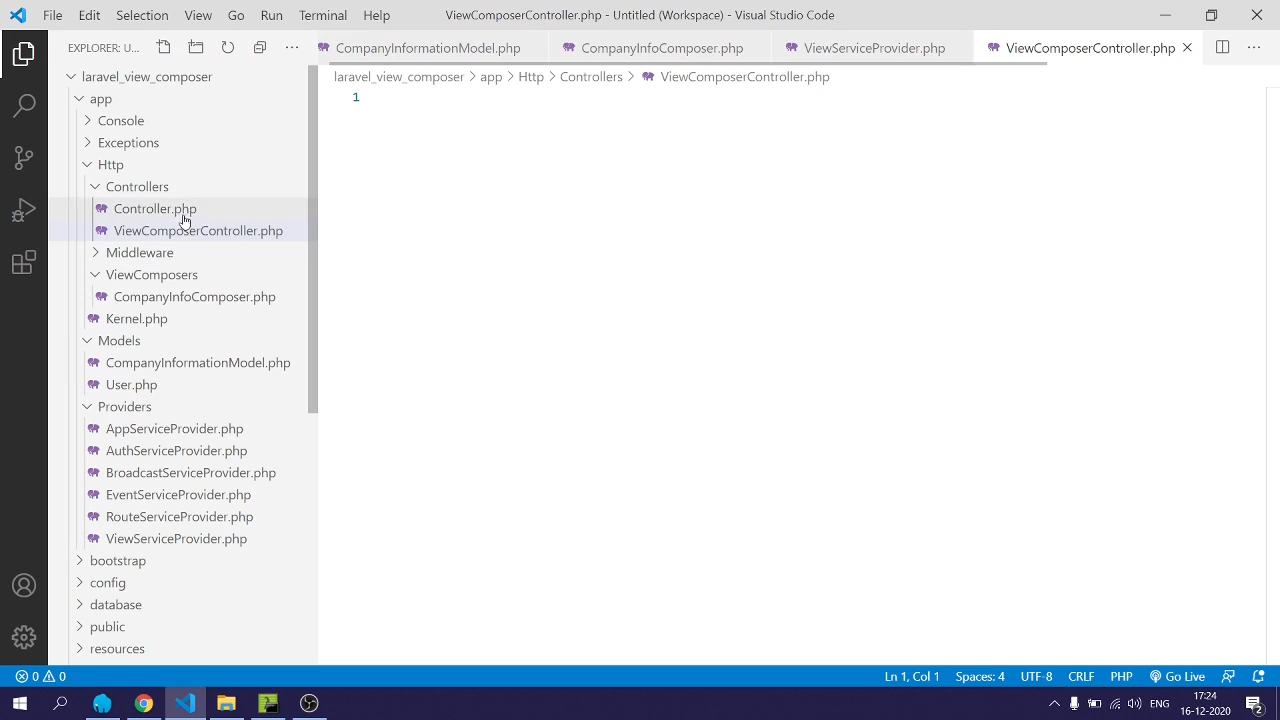 File Edit Selection View Go Run Terminal Help ViewComposerController.php - Untitled (Workspace) - Visual Studio Code
EXPLORER: U... CompanyInformationModel.php CompanyInfoComposer.php ViewServiceProvider.php ViewComposerController.php
laravel_view_composer > app > Http > Controllers > ViewComposerController.php
1
laravel_view_composer
app
Console
Exceptions
Http
Controllers
Controller.php
ViewComposerController.php
Middleware
ViewComposers
CompanyInfoComposer.php
Kernel.php
Models
CompanyInformationModel.php
User.php
Providers
AppServiceProvider.php
AuthServiceProvider.php
BroadcastServiceProvider.php
EventServiceProvider.php
RouteServiceProvider.php
ViewServiceProvider.php
bootstrap
config
database
public
resources
0 0 Ln 1, Col 1 Spaces: 4 UTF-8 CRLF PHP Go Live
ENG 17:24
16-12-2020 2